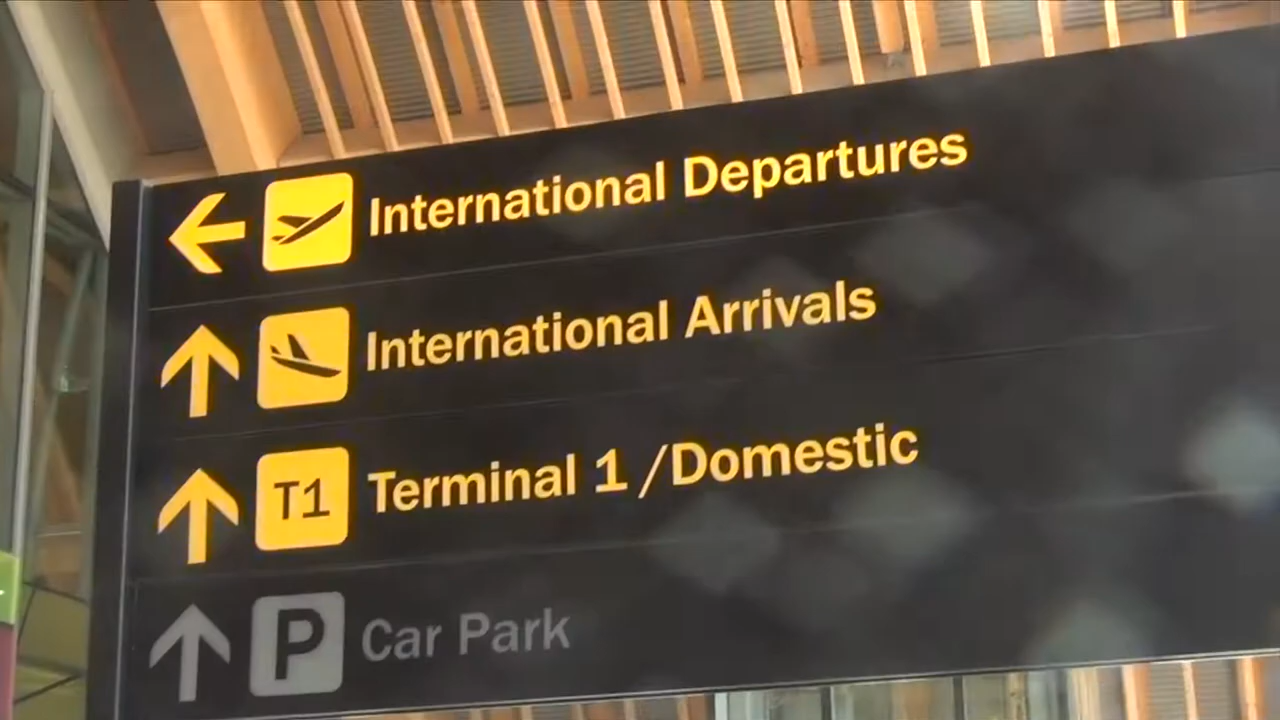 International Departures
International Arrivals
T1 Terminal 1 /Domestic
P Car Park